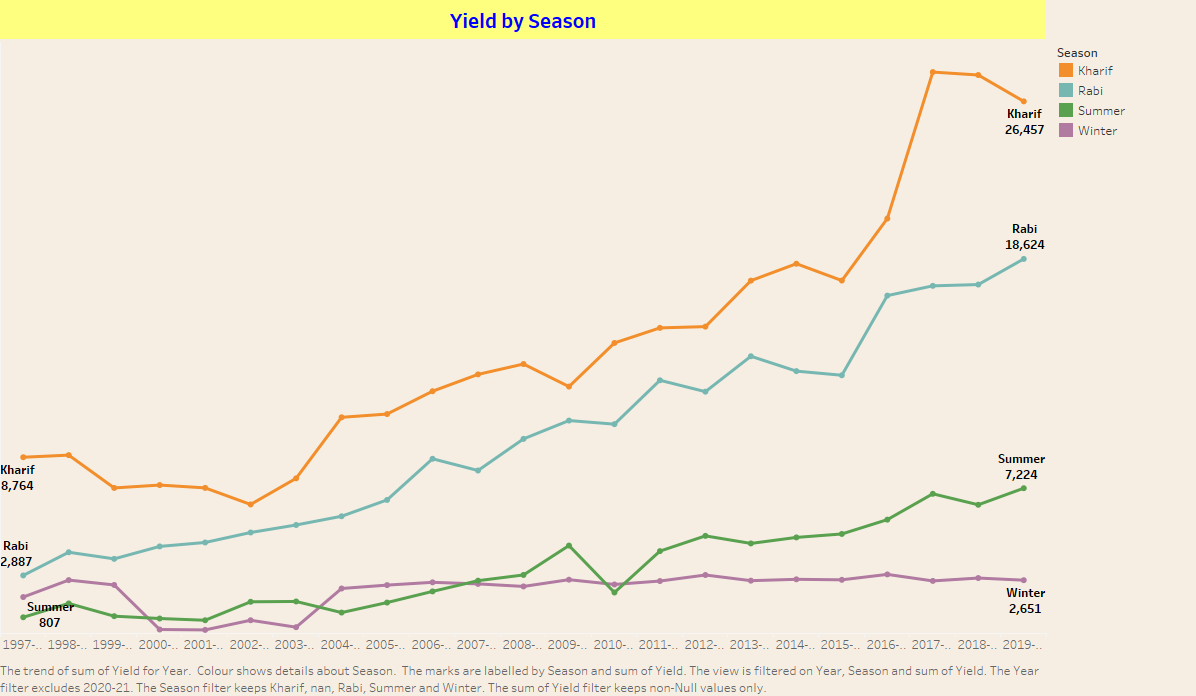 Yield by Season
Season
Kharif
Rabi
Summer
Winter
Kharif
26,457
Rabi
18,624
Summer
7,224
Winter
2,651
Kharif
8,764
Rabi
2,887
Summer
807
1997-.. 1998-.. 1999-.. 2000-.. 2001-.. 2002-.. 2003-.. 2004-.. 2005-.. 2006-.. 2007-.. 2008-.. 2009-.. 2010-.. 2011-.. 2012-.. 2013-.. 2014-.. 2015-.. 2016-.. 2017-.. 2018-.. 2019-..
The trend of sum of Yield for Year.  Colour shows details about Season.  The marks are labelled by Season and sum of Yield. The view is filtered on Year, Season and sum of Yield. The Year
filter excludes 2020-21. The Season filter keeps Kharif, nan, Rabi, Summer and Winter. The sum of Yield filter keeps non-Null values only.